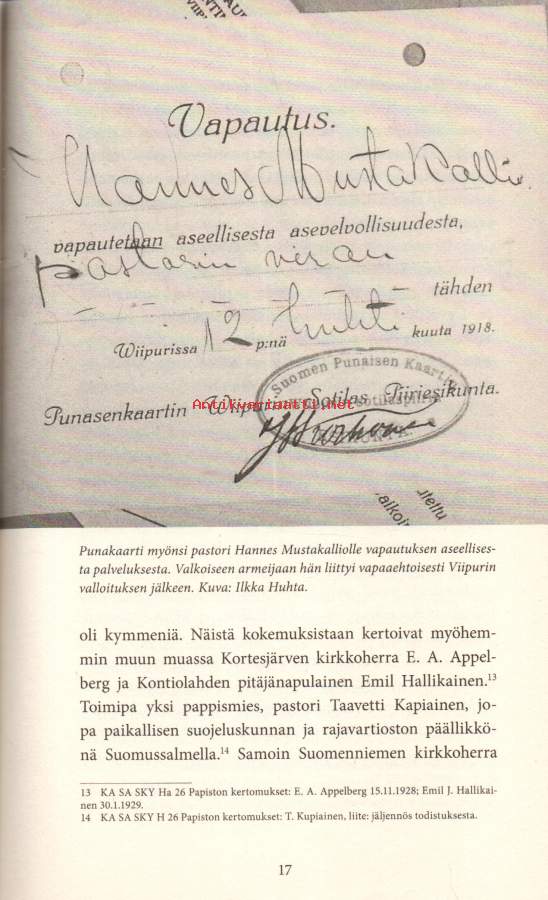 Vapautus.
Hannes Mustakallio
vapautetaan aseellisesta asevelvollisuudesta,
pastorin viran
tähden
Wiipurissa 12 p:nä huhti kuuta 1918.
Suomen Punaisen Kaartin
Punasenkaartin Wiipurin Sotilas Piiriesikunta.
Antikvariaatti.net
Punakaarti myönsi pastori Hannes Mustakalliolle vapautuksen aseellises-
ta palveluksesta. Valkoiseen armeijaan hän liittyi vapaaehtoisesti Viipurin
valloituksen jälkeen. Kuva: Ilkka Huhta.
oli kymmeniä. Näistä kokemuksistaan kertoivat myöhem-
min muun muassa Kortesjärven kirkkoherra E. A. Appel-
berg ja Kontiolahden pitäjänapulainen Emil Hallikainen.13
Toimipa yksi pappismies, pastori Taavetti Kapiainen, jo-
pa paikallisen suojeluskunnan ja rajavartioston päällikkö-
nä Suomussalmella.14 Samoin Suomenniemen kirkkoherra
13 KA SA SKY Ha 26 Papiston kertomukset: E. A. Appelberg 15.11.1928; Emil J. Hallikai-
nen 30.1.1929.
14 KA SA SKY H 26 Papiston kertomukset: T. Kupiainen, liite: jäljennös todistuksesta.
17